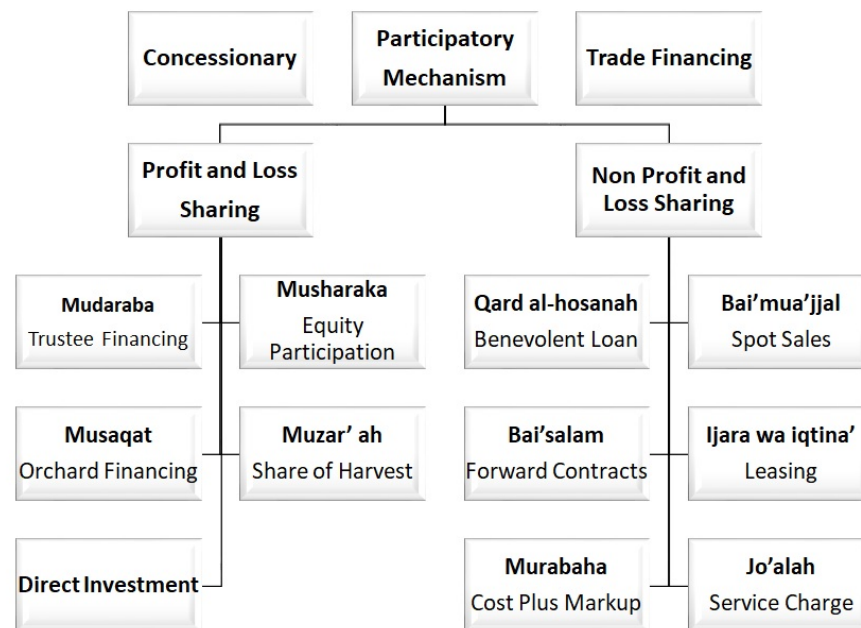 Concessionary
Participatory
Mechanism
Trade Financing
Profit and Loss
Sharing
Non Profit and
Loss Sharing
Mudaraba
Trustee Financing
Musharaka
Equity
Participation
Qard al-hosanah
Benevolent Loan
Bai’mua’jjal
Spot Sales
Musaqat
Orchard Financing
Muzar’ ah
Share of Harvest
Bai’salam
Forward Contracts
Ijara wa iqtina’
Leasing
Direct Investment
Murabaha
Cost Plus Markup
Jo’alah
Service Charge